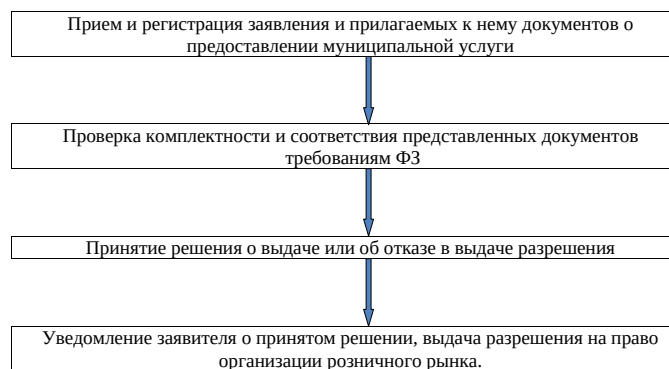 Прием и регистрация заявления и прилагаемых к нему документов о
предоставлении муниципальной услуги
Проверка комплектности и соответствия представленных документов
требованиям ФЗ
Принятие решения о выдаче или об отказе в выдаче разрешения
Уведомление заявителя о принятом решении, выдача разрешения на право
организации розничного рынка.